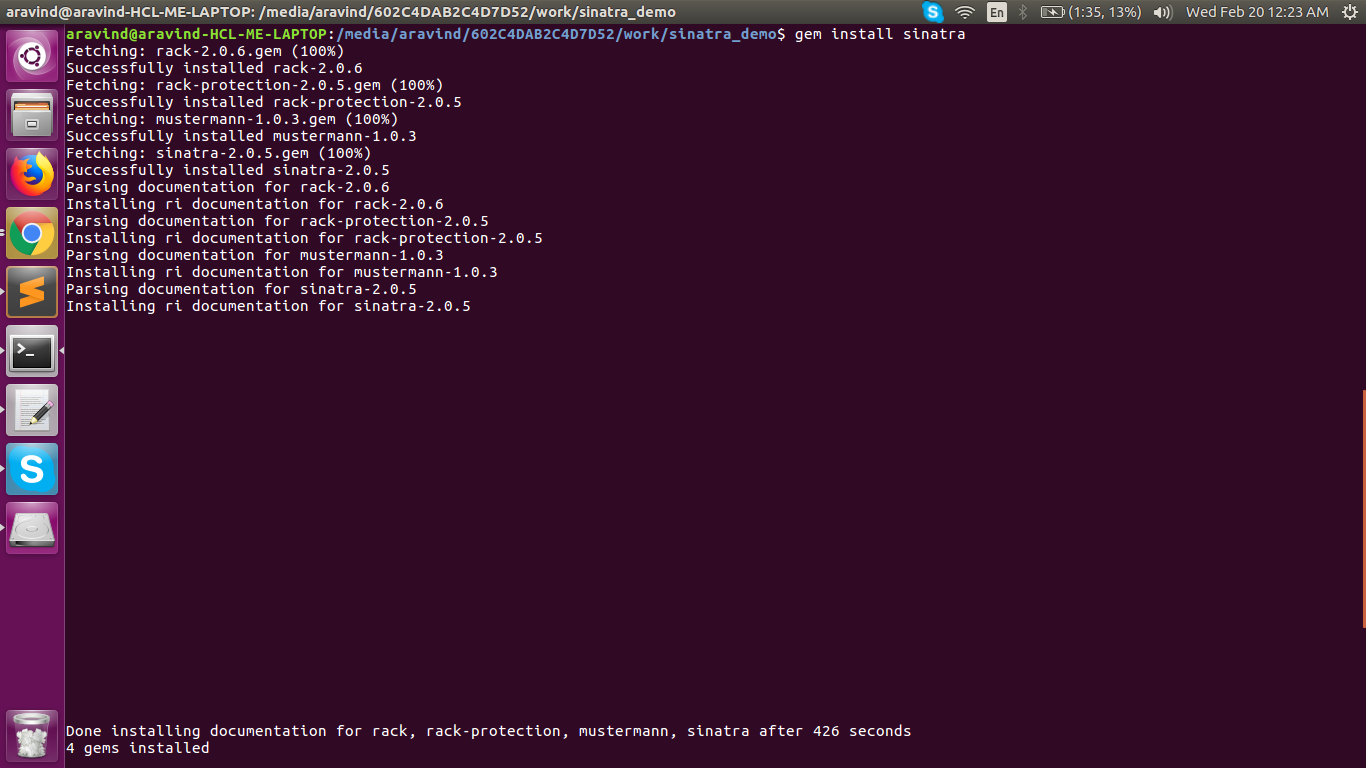 aravind@aravind-HCL-ME-LAPTOP: /media/aravind/602C4DAB2C4D7D52/work/sinatra_demo
En
(1:35, 13%)
Wed Feb 20 12:23 AM
aravind@aravind-HCL-ME-LAPTOP:/media/aravind/602C4DAB2C4D7D52/work/sinatra_demo$ gem install sinatra
Fetching: rack-2.0.6.gem (100%)
Successfully installed rack-2.0.6
Fetching: rack-protection-2.0.5.gem (100%)
Successfully installed rack-protection-2.0.5
Fetching: mustermann-1.0.3.gem (100%)
Successfully installed mustermann-1.0.3
Fetching: sinatra-2.0.5.gem (100%)
Successfully installed sinatra-2.0.5
Parsing documentation for rack-2.0.6
Installing ri documentation for rack-2.0.6
Parsing documentation for rack-protection-2.0.5
Installing ri documentation for rack-protection-2.0.5
Parsing documentation for mustermann-1.0.3
Installing ri documentation for mustermann-1.0.3
Parsing documentation for sinatra-2.0.5
Installing ri documentation for sinatra-2.0.5
Done installing documentation for rack, rack-protection, mustermann, sinatra after 426 seconds
4 gems installed